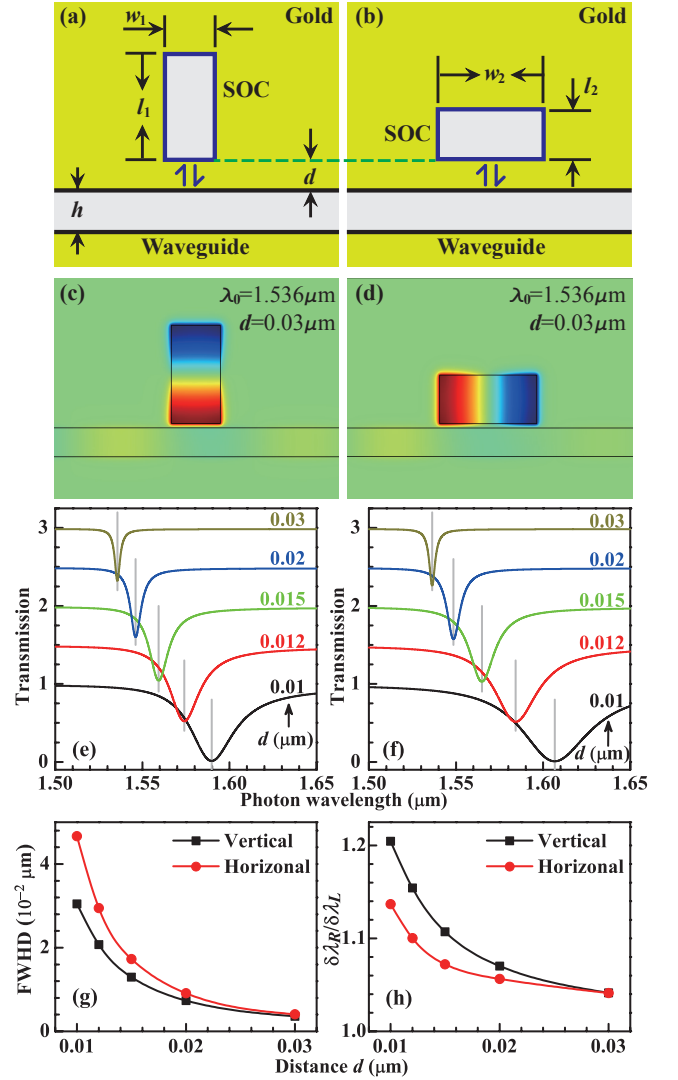 (a) w₁ Gold
SOC
l₁
d
h
Waveguide
(b) Gold
w₂
l₂
SOC
Waveguide
(c) λ₀=1.536μm
d=0.03μm
(d) λ₀=1.536μm
d=0.03μm
Transmission
3
2
1
0
0.03
0.02
0.015
0.012
0.01
d (μm)
(e)
1.50 1.55 1.60 1.65
Transmission
3
2
1
0
0.03
0.02
0.015
0.012
0.01
d (μm)
(f)
1.50 1.55 1.60 1.65
Photon wavelength (μm)
FWHD (10⁻² μm)
4
2
0
Vertical
Horizonal
(g)
0.01 0.02 0.03
δλR/δλL
1.2
1.1
1.0
Vertical
Horizonal
(h)
0.01 0.02 0.03
Distance d (μm)